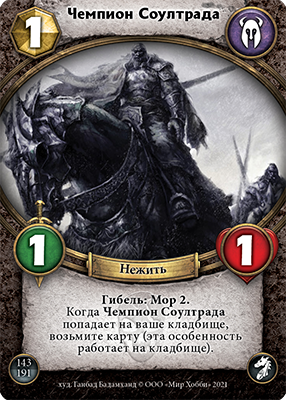 Чемпион Соултрада
1
1
1
Нежить
Гибель: Мор 2.
Когда Чемпион Соултрада
попадает на ваше кладбище,
возьмите карту (эта особенность
работает на кладбище).
143
191
худ. Ганбад Бадамханд © ООО «Мир Хобби» 2021